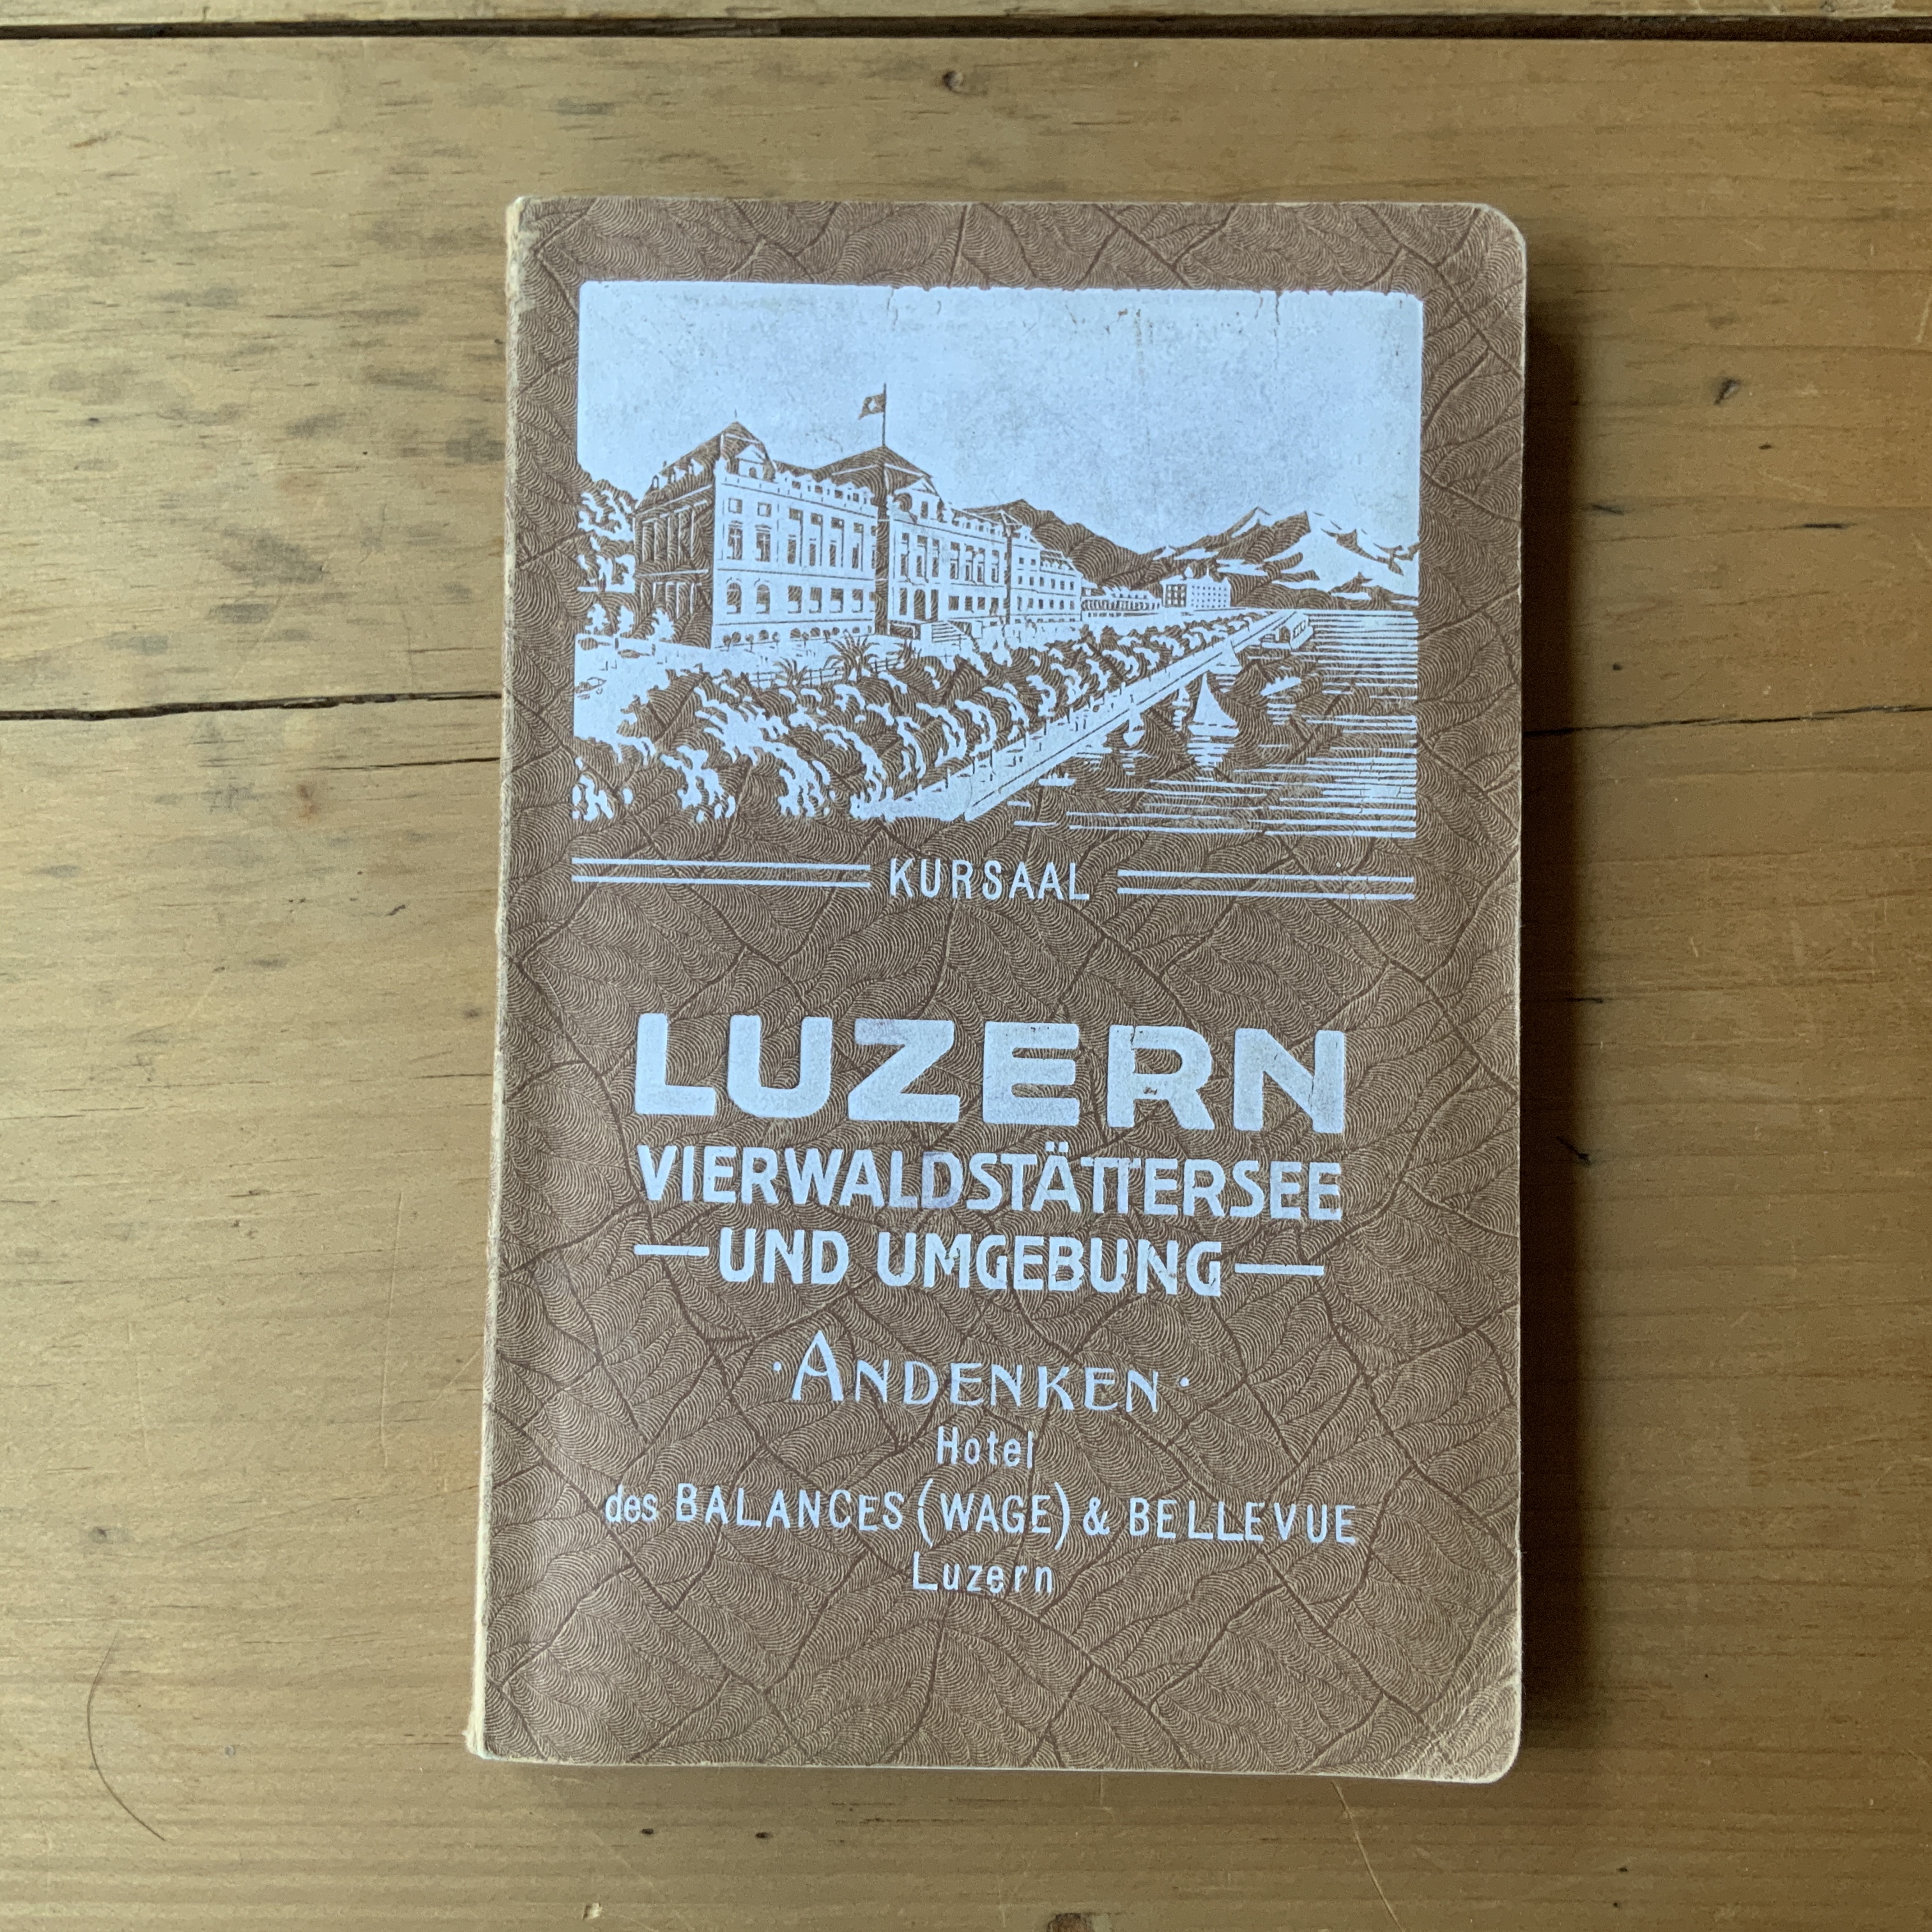 KURSAAL
LUZERN
VIERWALDSTÄTTERSEE
— UND UMGEBUNG —
· ANDENKEN ·
Hotel
des BALANCES (WAGE) & BELLEVUE
Luzern